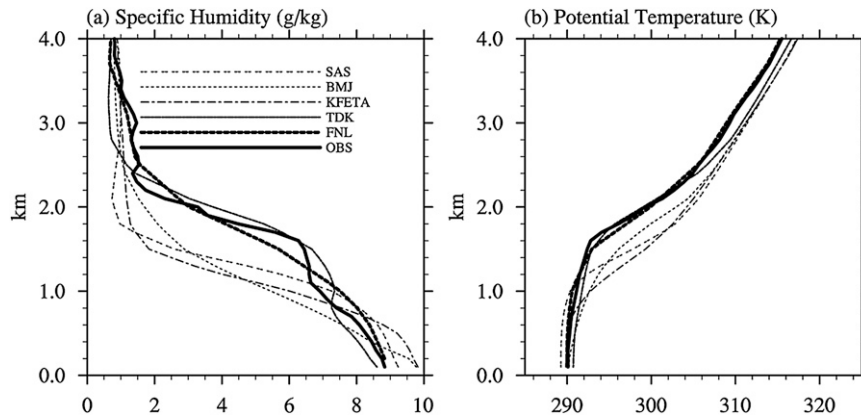 (a) Specific Humidity (g/kg)
(b) Potential Temperature (K)
4.0
3.0
2.0
1.0
0.0
km
SAS
BMJ
KFETA
TDK
FNL
OBS
0 2 4 6 8 10
4.0
3.0
2.0
1.0
0.0
km
290 300 310 320